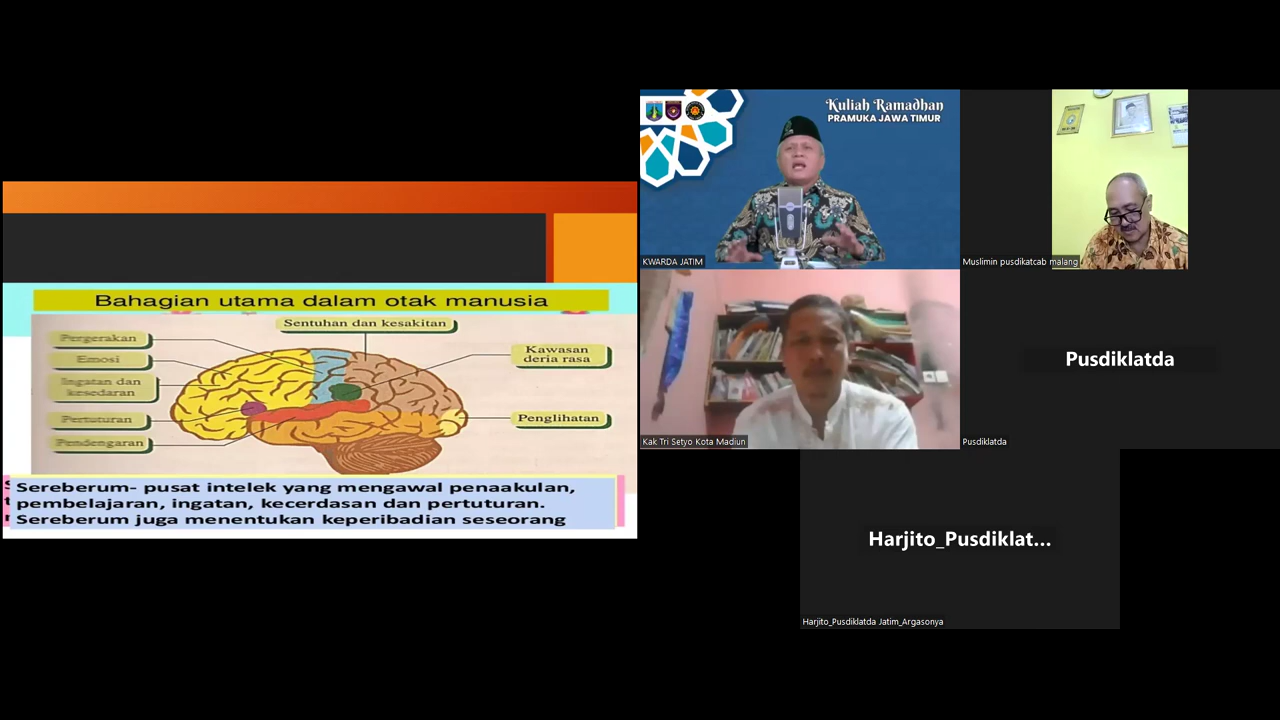 Bahagian utama dalam otak manusia
Sentuhan dan kesakitan
Pergerakan
Emosi
Ingatan dan
kesedaran
Pertuturan
Pendengaran
Kawasan
deria rasa
Penglihatan
Sereberum- pusat intelek yang mengawal penaakulan,
pembelajaran, ingatan, kecerdasan dan pertuturan.
Sereberum juga menentukan keperibadian seseorang
Kuliah Ramadhan
PRAMUKA JAWA TIMUR
KWARDA JATIM
Muslimin pusdikatcab malang
Kak Tri Setyo Kota Madiun
Pusdiklatda
Pusdiklatda
Harjito_Pusdiklat...
Harjito_Pusdiklatda Jatim_Argasonya